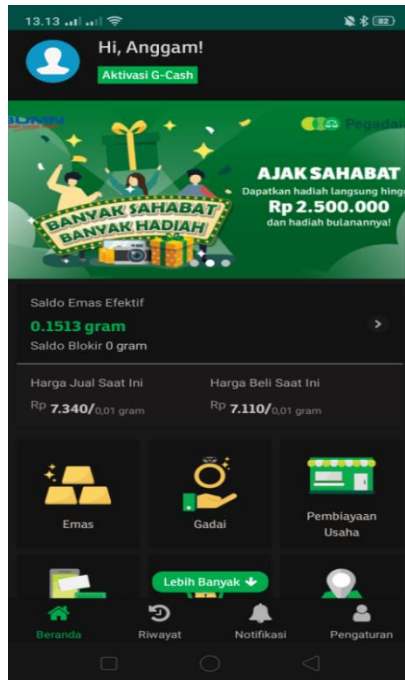 13.13
82
Hi, Anggam!
Aktivasi G-Cash
BUMN
Pegadai
AJAK SAHABAT
Dapatkan hadiah langsung hing
Rp 2.500.000
dan hadiah bulanannya!
BANYAK SAHABAT
BANYAK HADIAH
Saldo Emas Efektif
0.1513 gram
Saldo Blokir 0 gram
Harga Jual Saat Ini
Rp 7.340/0,01 gram
Harga Beli Saat Ini
Rp 7.110/0,01 gram
Emas
Gadai
Pembiayaan
Usaha
Lebih Banyak
Beranda
Riwayat
Notifikasi
Pengaturan